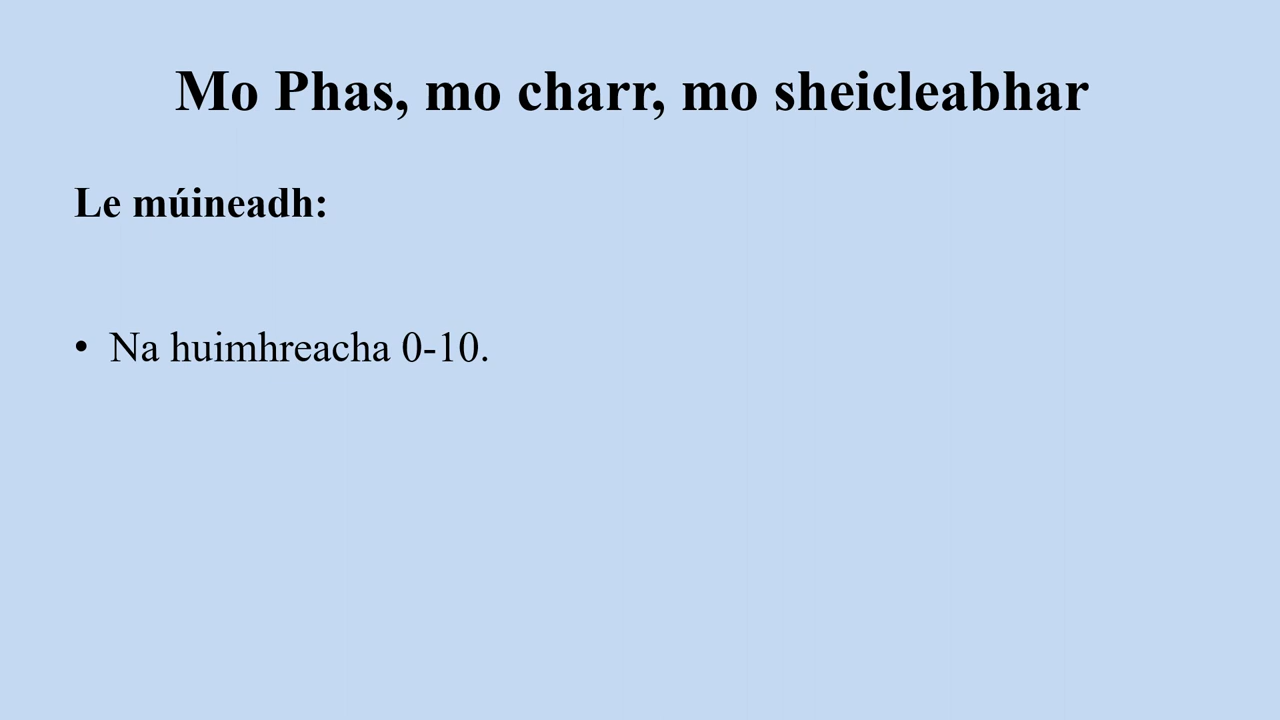 Mo Phas, mo charr, mo sheicleabhar
Le múineadh:
• Na huimhreacha 0-10.